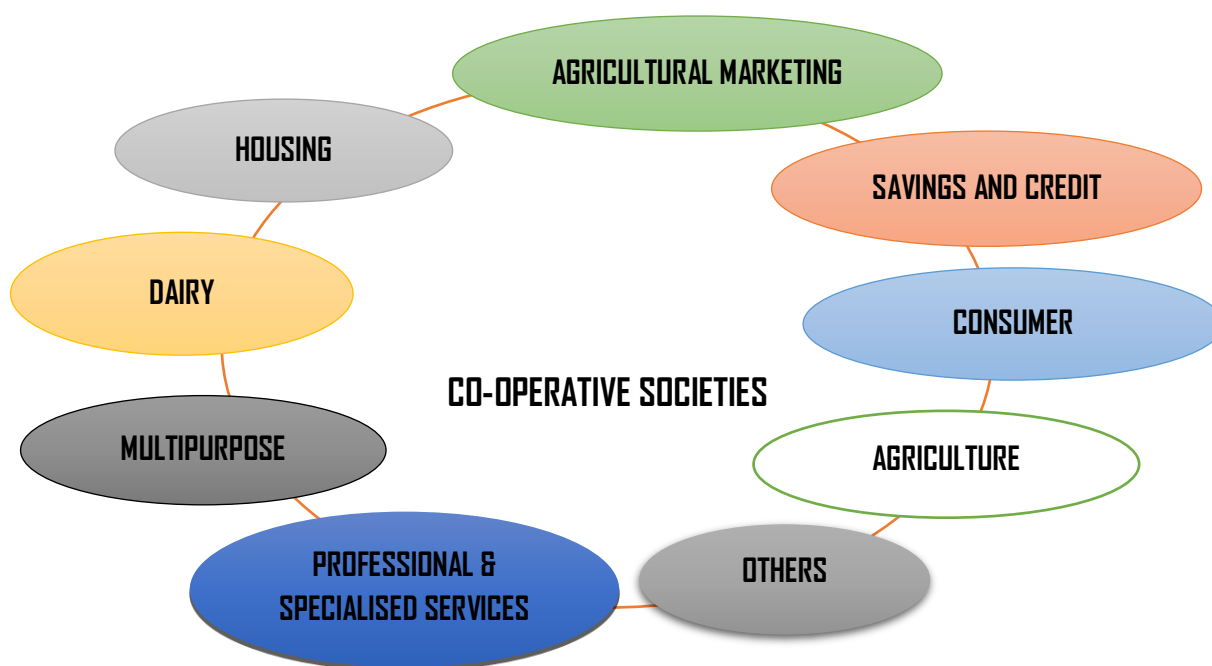 AGRICULTURAL MARKETING
HOUSING
SAVINGS AND CREDIT
DAIRY
CONSUMER
CO-OPERATIVE SOCIETIES
MULTIPURPOSE
AGRICULTURE
PROFESSIONAL &
SPECIALISED SERVICES
OTHERS